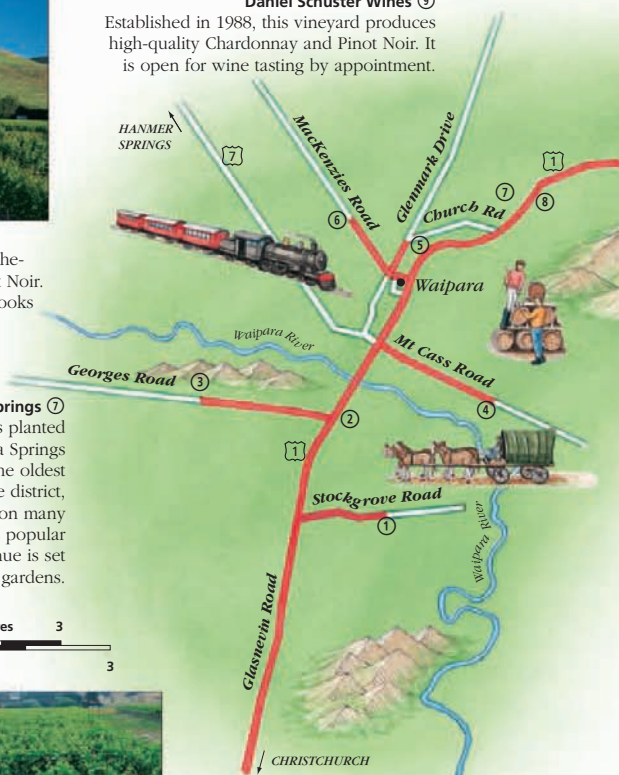 Daniel Schuster Wines ⑨
Established in 1988, this vineyard produces
high-quality Chardonnay and Pinot Noir. It
is open for wine tasting by appointment.
HANMER
SPRINGS
7
MacKenzies Road
Glenmark Drive
1
7
8
Church Rd
6
5
Waipara
he-
Noir.
ooks
Waipara River
Mt Cass Road
Georges Road
3
4
2
prings ⑦
s planted
a Springs
ne oldest
e district,
on many
popular
nue is set
gardens.
1
Stockgrove Road
1
Waipara River
Glasnevin Road
res 3
3
CHRISTCHURCH